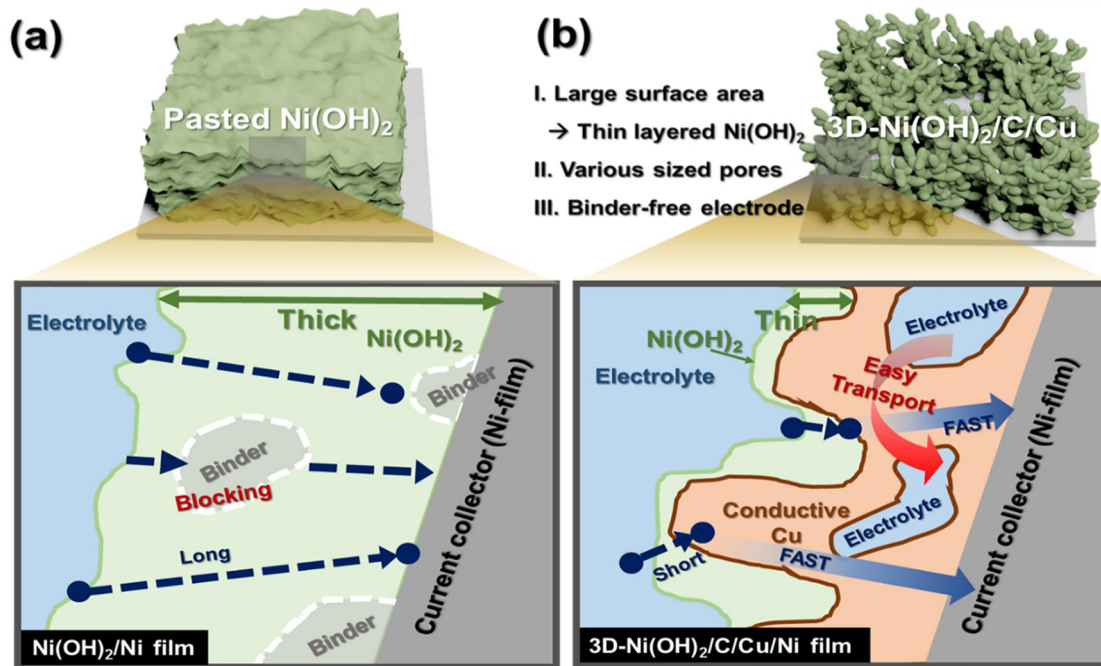 (a)
Pasted Ni(OH)₂
Electrolyte
Thick
Ni(OH)₂
Binder
Binder
Blocking
Long
Binder
Current collector (Ni-film)
Ni(OH)₂/Ni film
(b)
I. Large surface area
→ Thin layered Ni(OH)₂
II. Various sized pores
III. Binder-free electrode
3D-Ni(OH)₂/C/Cu
Thin
Ni(OH)₂
Electrolyte
Electrolyte
Easy
Transport
FAST
Conductive
Cu
Electrolyte
Short
FAST
Current collector (Ni-film)
3D-Ni(OH)₂/C/Cu/Ni film